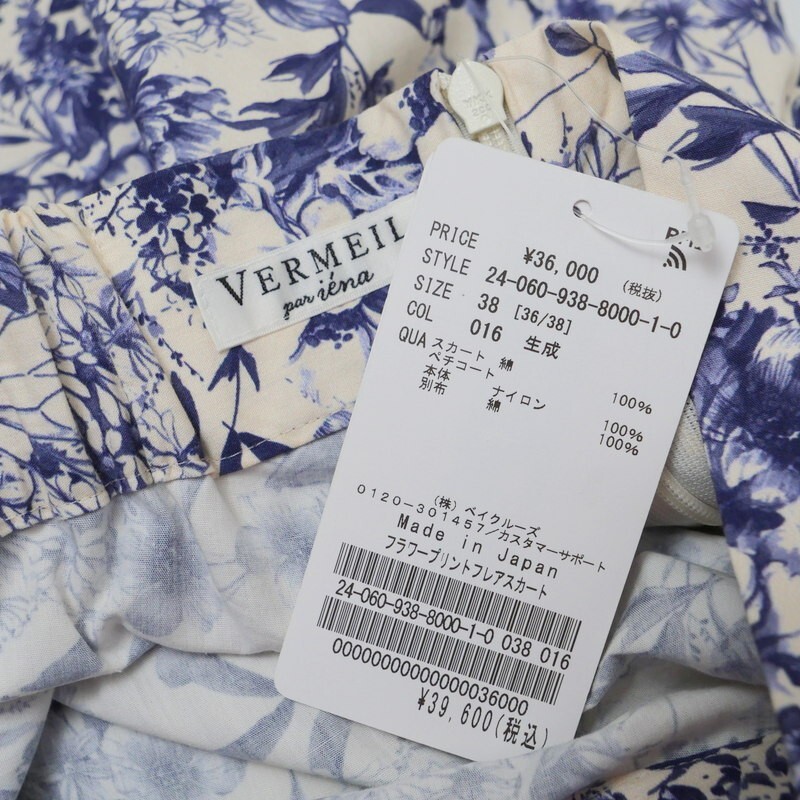 VERMEIL
par iéna
PRICE ¥36,000 (税抜)
STYLE 24-060-938-8000-1-0
SIZE 38 [36/38]
COL 016 生成
QUA スカート 綿 100%
ペチコート
本体 ナイロン 100%
別布 綿 100%
(株) ベイクルーズ
0120-301457/カスタマーサポート
Made in Japan
フラワープリントフレアスカート
24-060-938-8000-1-0 038 016
00000000000000036000
¥39,600(税込)